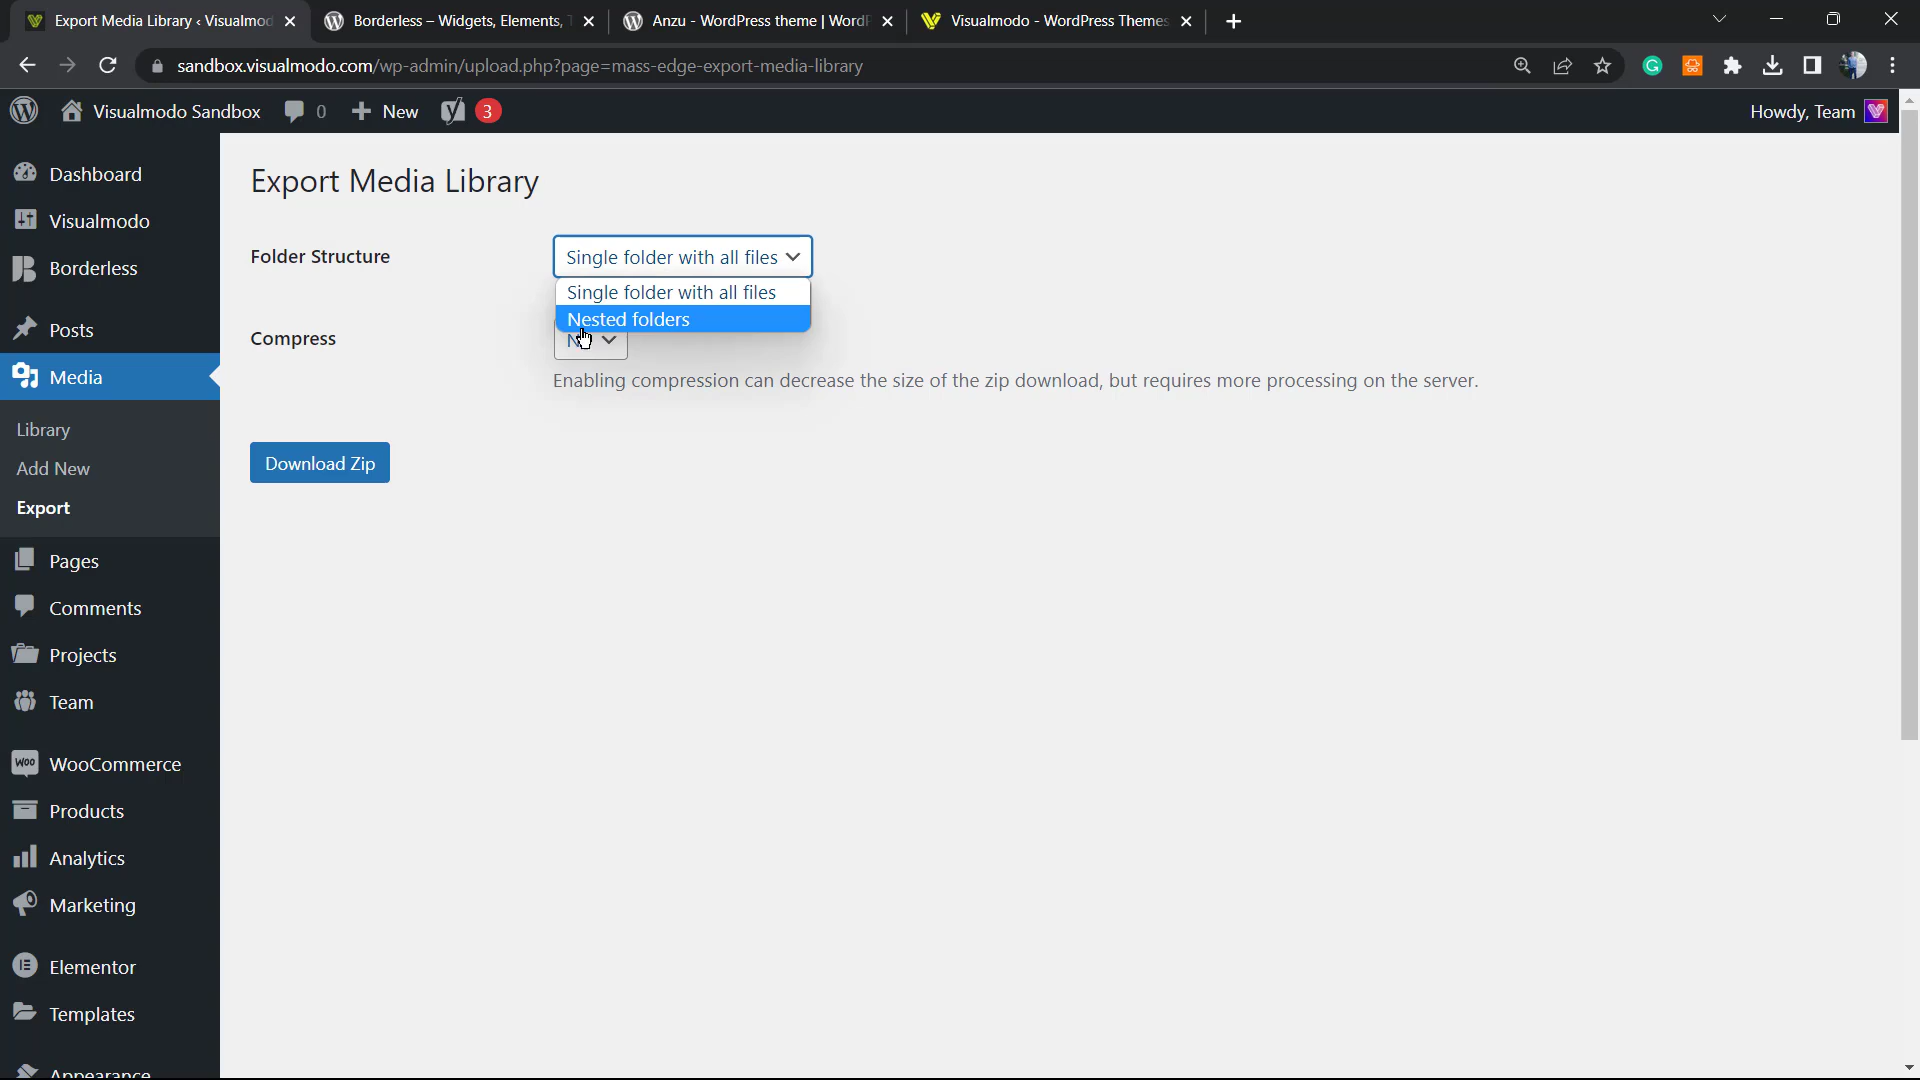 Export Media Library ‹ Visualmod
Borderless – Widgets, Elements,
Anzu - WordPress theme | Word
Visualmodo - WordPress Themes
sandbox.visualmodo.com/wp-admin/upload.php?page=mass-edge-export-media-library
Visualmodo Sandbox
0
New
3
Howdy, Team
Dashboard
Visualmodo
Borderless
Posts
Media
Library
Add New
Export
Pages
Comments
Projects
Team
WooCommerce
Products
Analytics
Marketing
Elementor
Templates
Appearance
Export Media Library
Folder Structure
Single folder with all files
Single folder with all files
Nested folders
Compress
Enabling compression can decrease the size of the zip download, but requires more processing on the server.
Download Zip